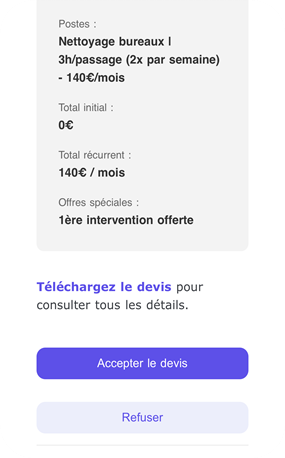 Postes :
Nettoyage bureaux |
3h/passage (2x par semaine)
- 140€/mois
Total initial :
0€
Total récurrent :
140€ / mois
Offres spéciales :
1ère intervention offerte
Téléchargez le devis pour
consulter tous les détails.
Accepter le devis
Refuser